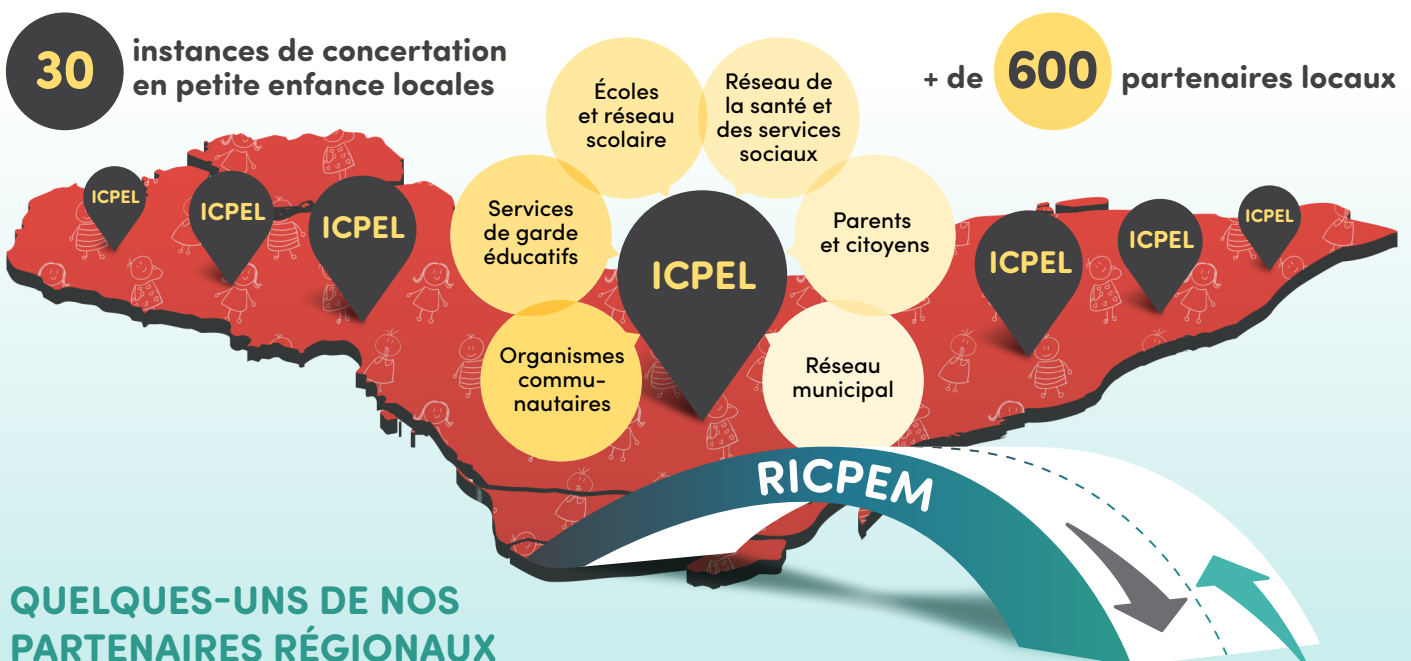 30
instances de concertation
en petite enfance locales
+ de 600 partenaires locaux
Écoles
et réseau
scolaire
Réseau de
la santé et
des services
sociaux
Services
de garde
éducatifs
Parents
et citoyens
Organismes
commu-
nautaires
Réseau
municipal
ICPEL
ICPEL
ICPEL
ICPEL
ICPEL
ICPEL
ICPEL
RICPEM
QUELQUES-UNS DE NOS
PARTENAIRES RÉGIONAUX